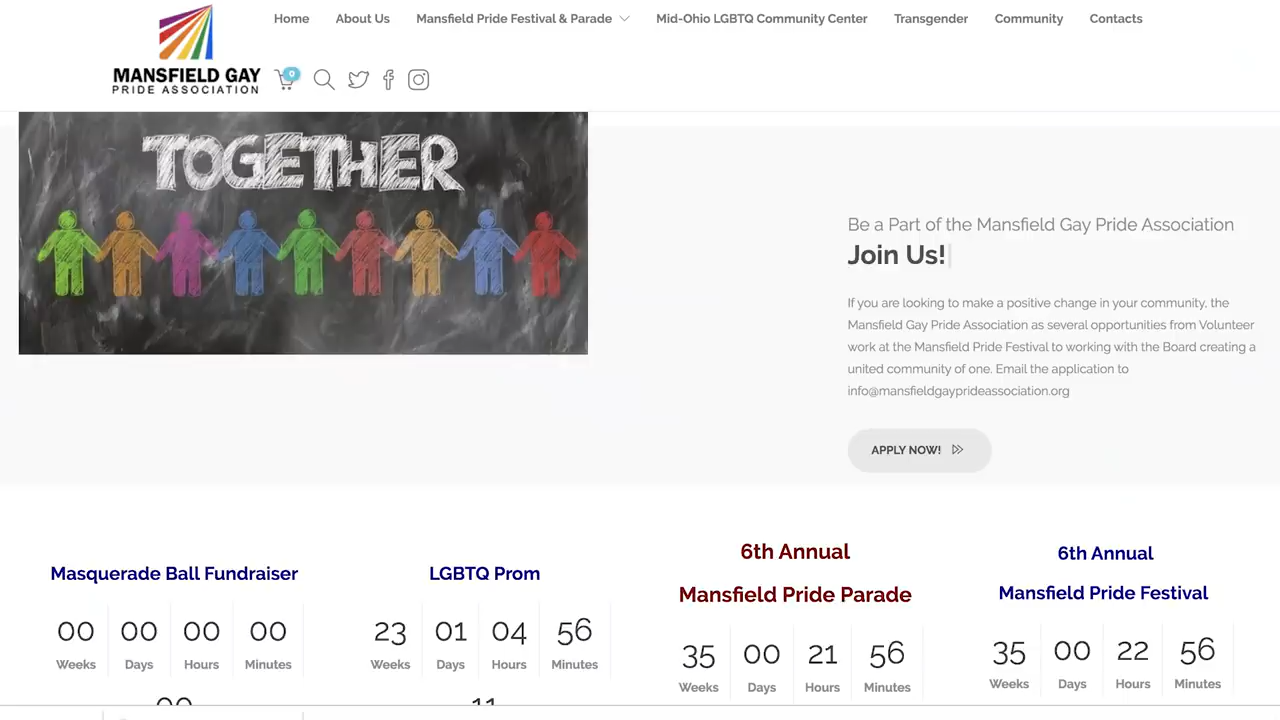 Home About Us Mansfield Pride Festival & Parade Mid-Ohio LGBTQ Community Center Transgender Community Contacts
MANSFIELD GAY
PRIDE ASSOCIATION
0
TOGETHER
Be a Part of the Mansfield Gay Pride Association
Join Us!
If you are looking to make a positive change in your community, the
Mansfield Gay Pride Association as several opportunities from Volunteer
work at the Mansfield Pride Festival to working with the Board creating a
united community of one. Email the application to
info@mansfieldgayprideassociation.org
APPLY NOW!
Masquerade Ball Fundraiser
00 00 00 00
Weeks Days Hours Minutes
00
LGBTQ Prom
23 01 04 56
Weeks Days Hours Minutes
11
6th Annual
Mansfield Pride Parade
35 00 21 56
Weeks Days Hours Minutes
6th Annual
Mansfield Pride Festival
35 00 22 56
Weeks Days Hours Minutes